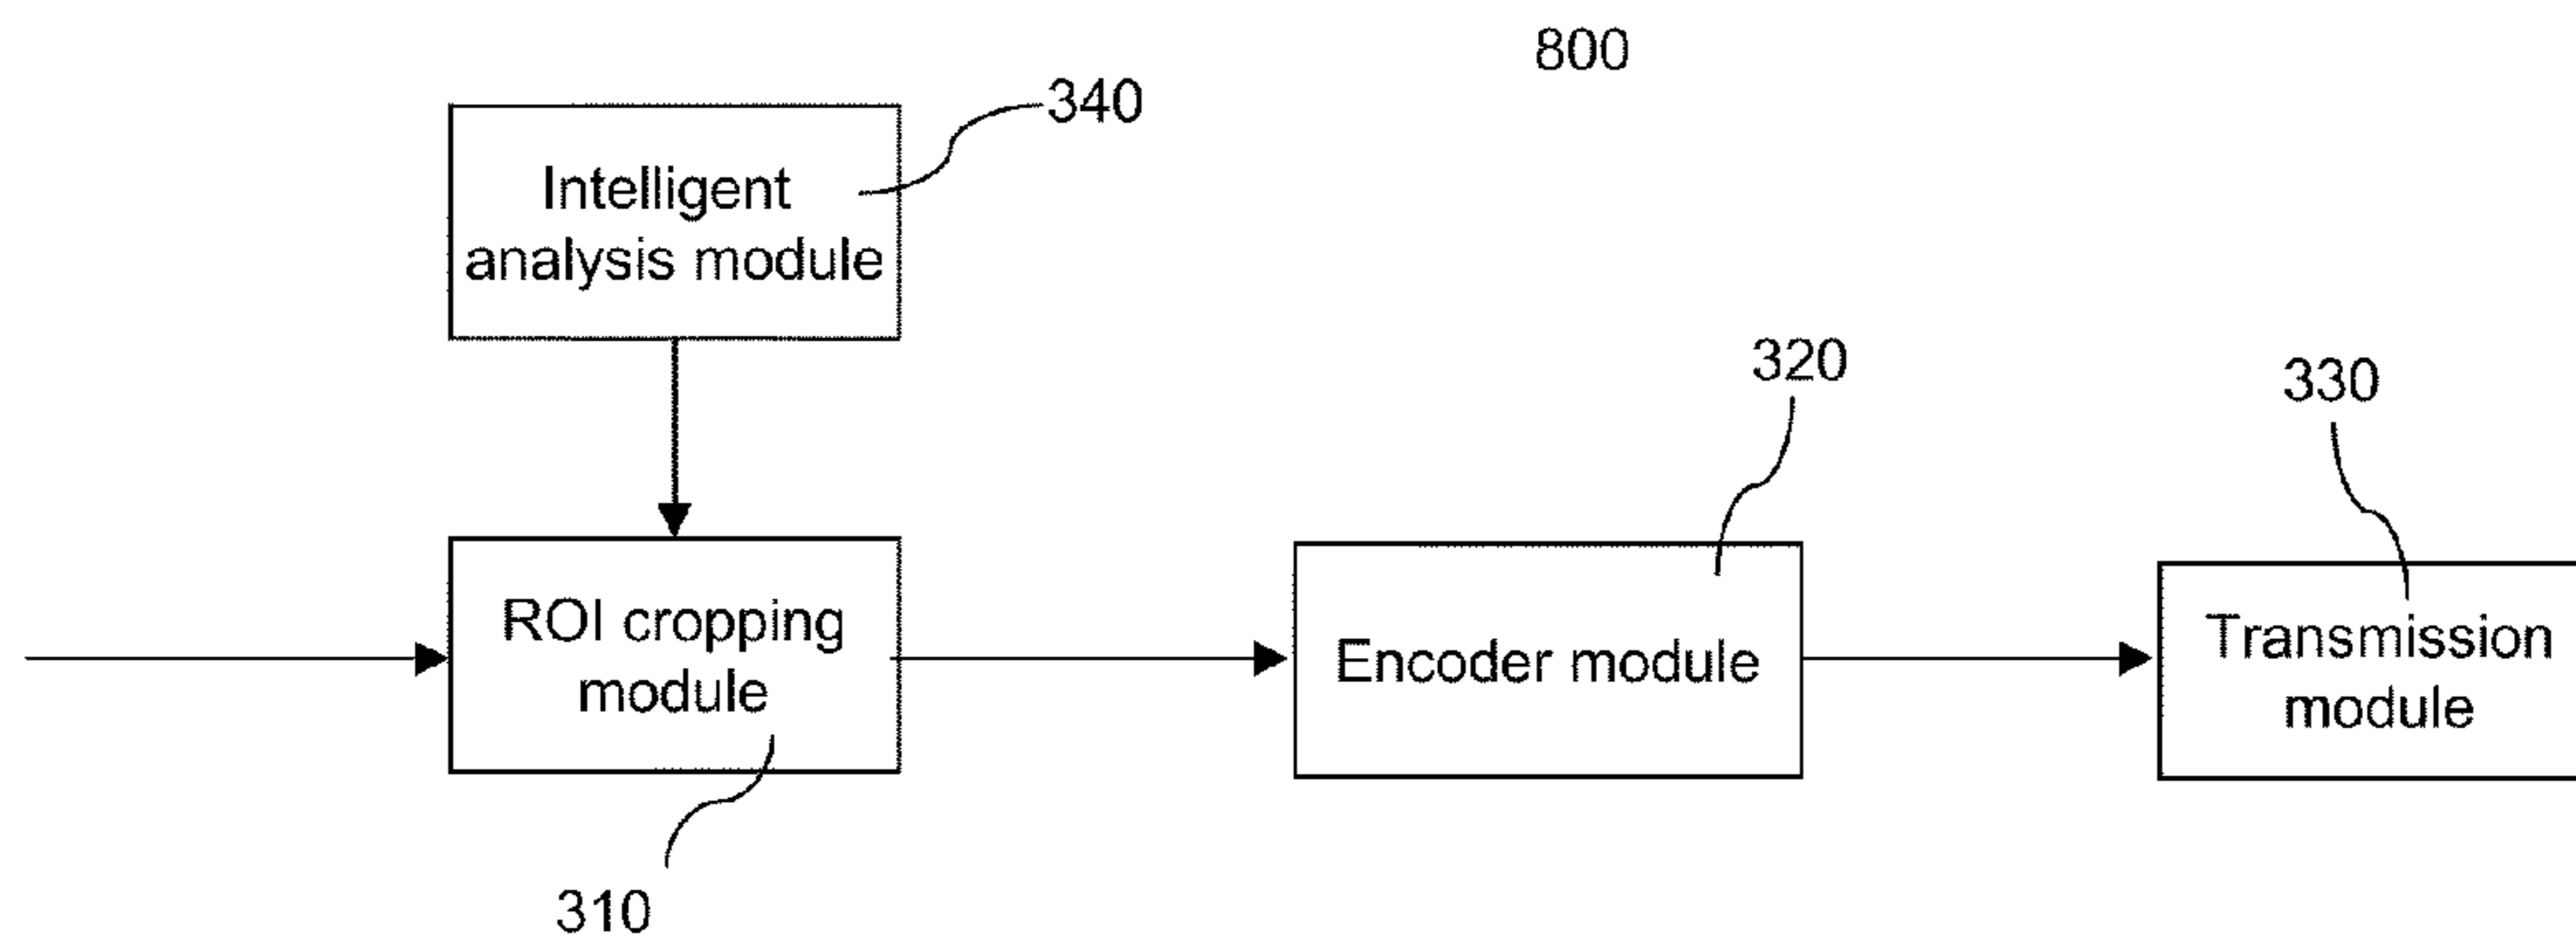 800
340
Intelligent
analysis module
320
330
ROI cropping
module
Encoder module
Transmission
module
310